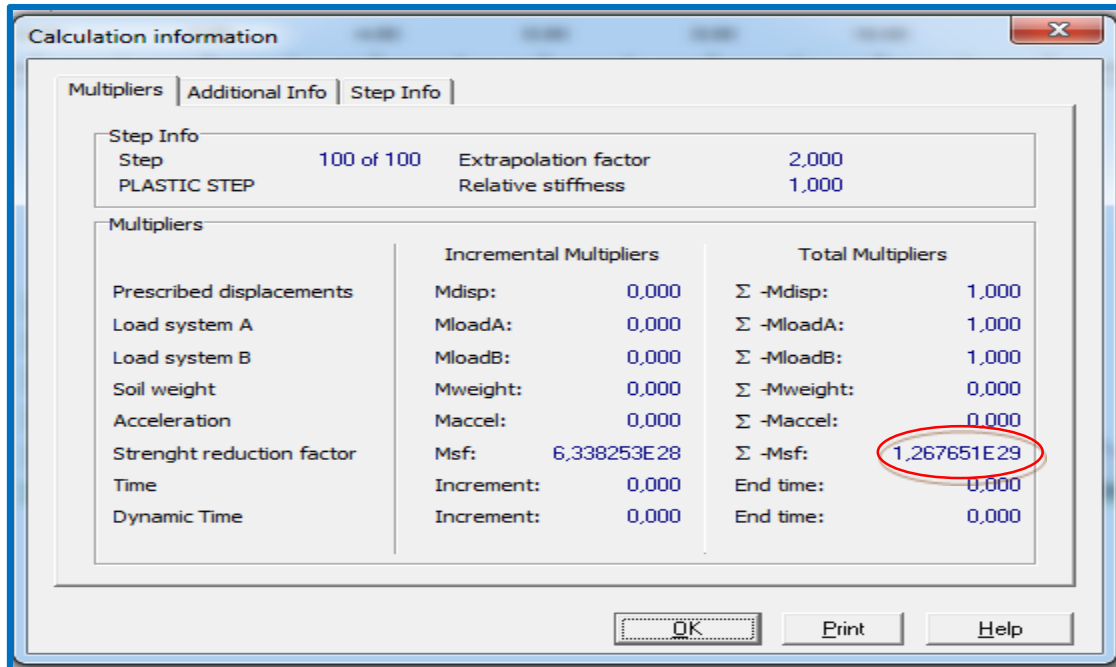 Calculation information
Multipliers Additional Info Step Info
Step Info
Step 100 of 100 Extrapolation factor 2,000
PLASTIC STEP Relative stiffness 1,000
Multipliers
Incremental Multipliers Total Multipliers
Prescribed displacements Mdisp: 0,000 Σ -Mdisp: 1,000
Load system A MloadA: 0,000 Σ -MloadA: 1,000
Load system B MloadB: 0,000 Σ -MloadB: 1,000
Soil weight Mweight: 0,000 Σ -Mweight: 1,000
Acceleration Maccel: 0,000 Σ -Maccel: 0,000
Strenght reduction factor Msf: 6,338253E28 Σ -Msf: 1,267651E29
Time Increment: 0,000 End time: 0,000
Dynamic Time Increment: 0,000 End time: 0,000
OK Print Help